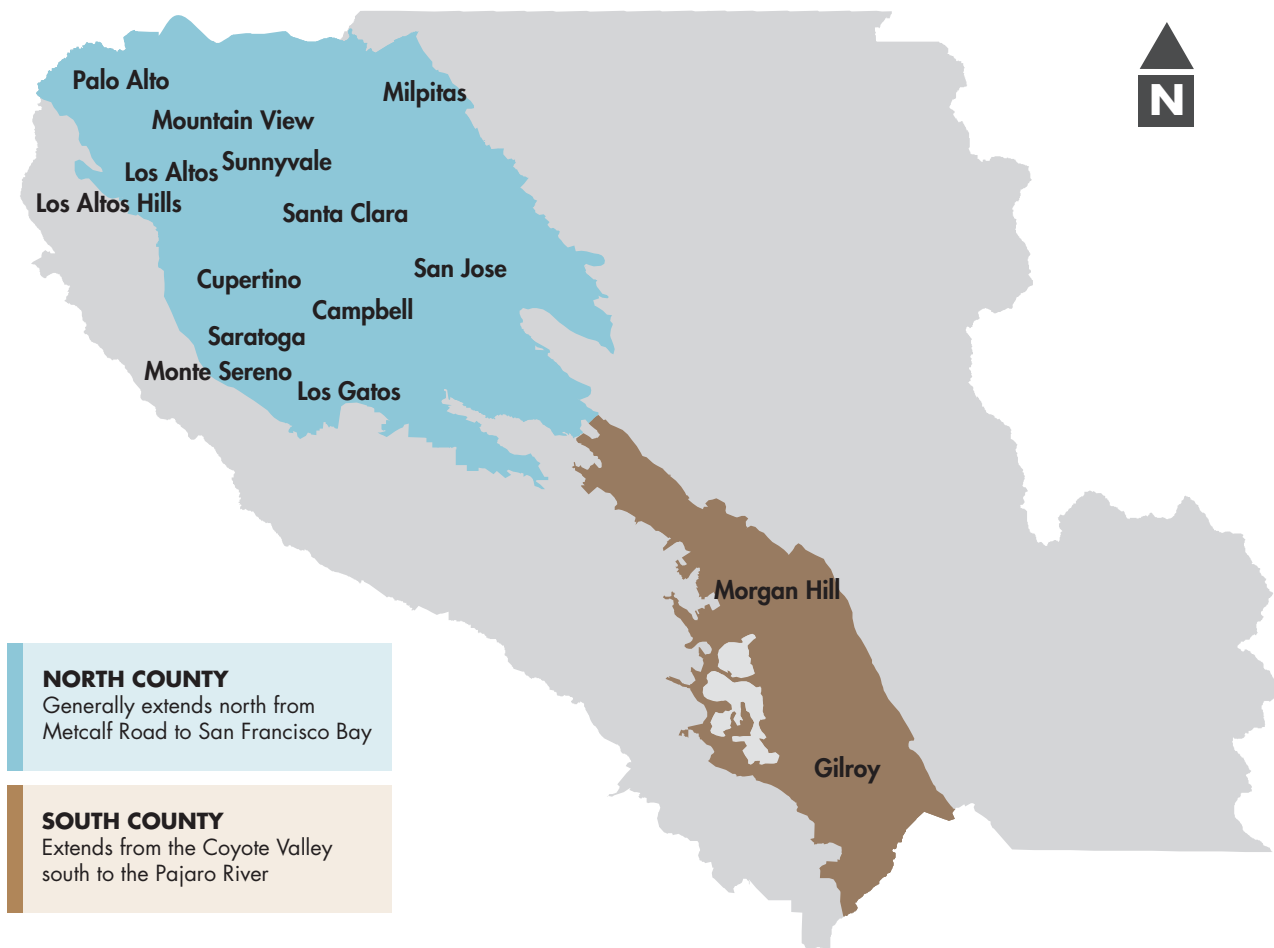 Palo Alto
Milpitas
N
Mountain View
Sunnyvale
Los Altos
Los Altos Hills
Santa Clara
San Jose
Cupertino
Campbell
Saratoga
Monte Sereno
Los Gatos
Morgan Hill
Gilroy
NORTH COUNTY
Generally extends north from
Metcalf Road to San Francisco Bay
SOUTH COUNTY
Extends from the Coyote Valley
south to the Pajaro River